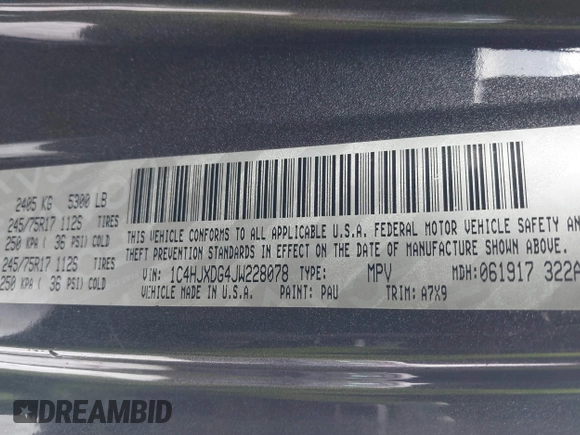 2405 KG 5300 LB
245/75R17 112S TIRES
250 KPA ( 36 PSI) COLD
245/75R17 112S TIRES
250 KPA ( 36 PSI) COLD
THIS VEHICLE CONFORMS TO ALL APPLICABLE U.S.A. FEDERAL MOTOR VEHICLE SAFETY AND
THEFT PREVENTION STANDARDS IN EFFECT ON THE DATE OF MANUFACTURE SHOWN ABOVE.
VIN: 1C4HJXDG4JW228078 TYPE: MPV MDH: 061917 322A
VEHICLE MADE IN U.S.A. PAINT: PAU TRIM: A7X9
DREAMBID